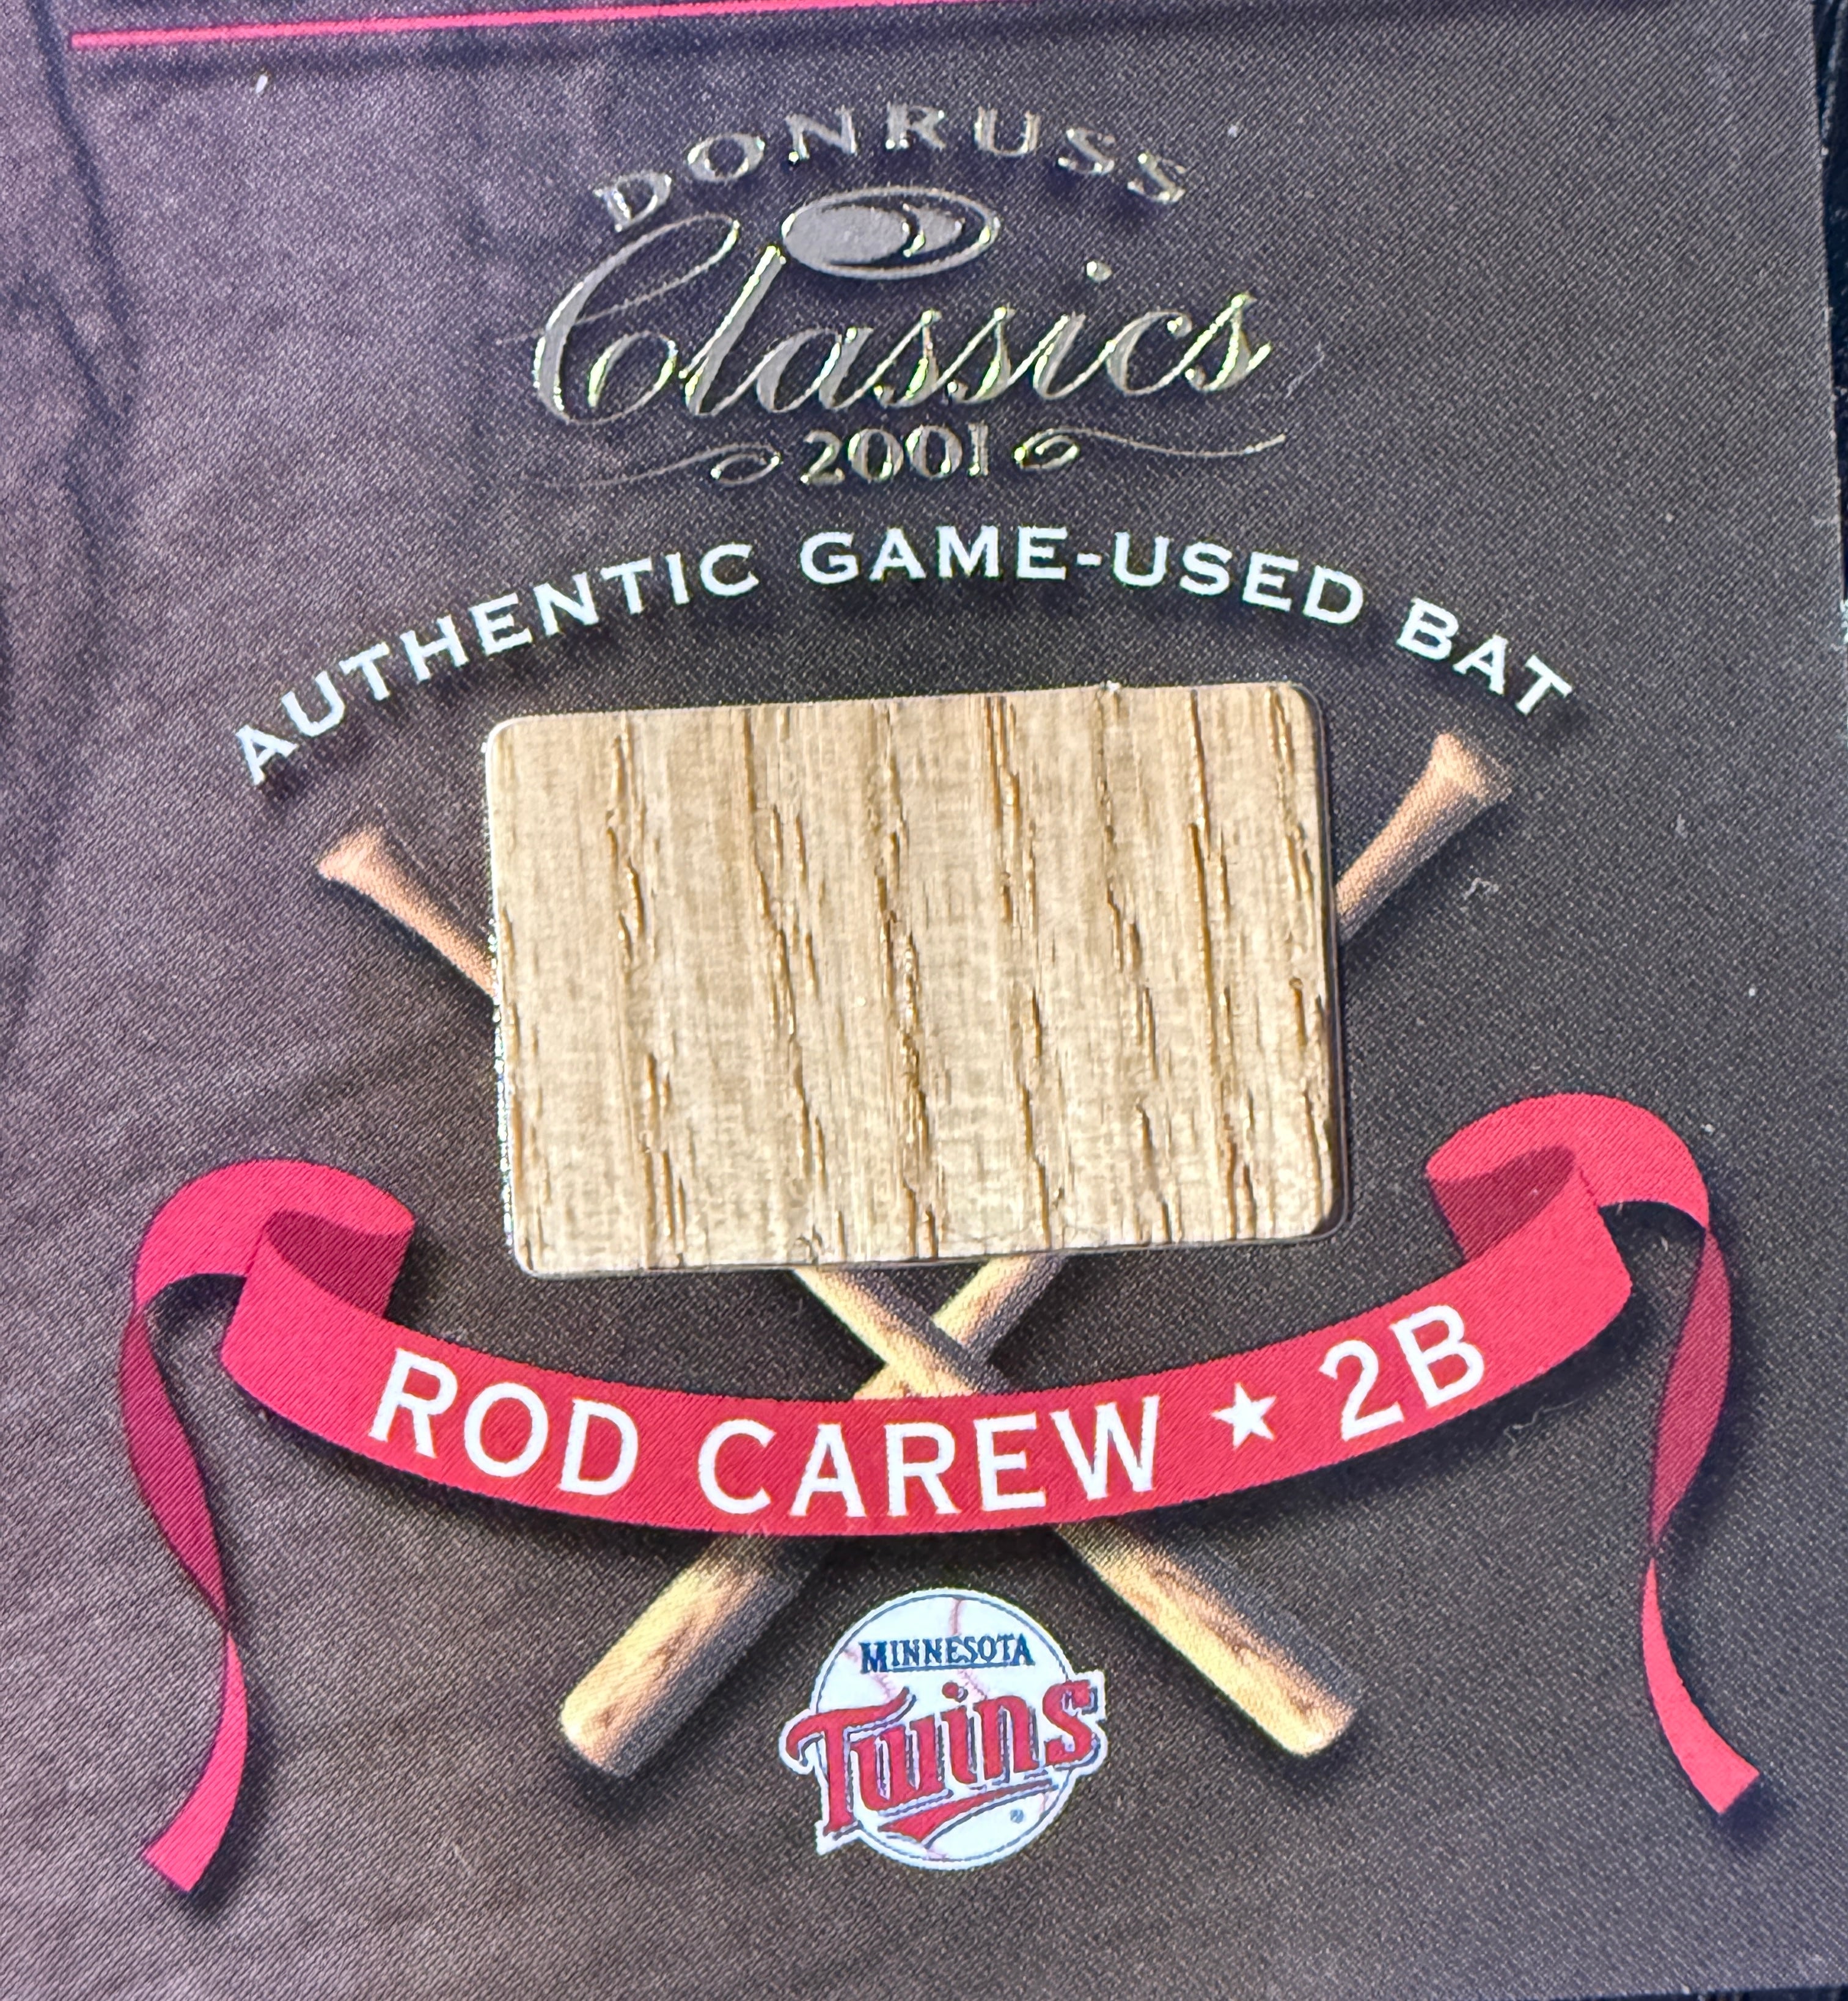 DONRUSS
Classics
2001
AUTHENTIC GAME-USED BAT
ROD CAREW ★ 2B
MINNESOTA
Twins
®